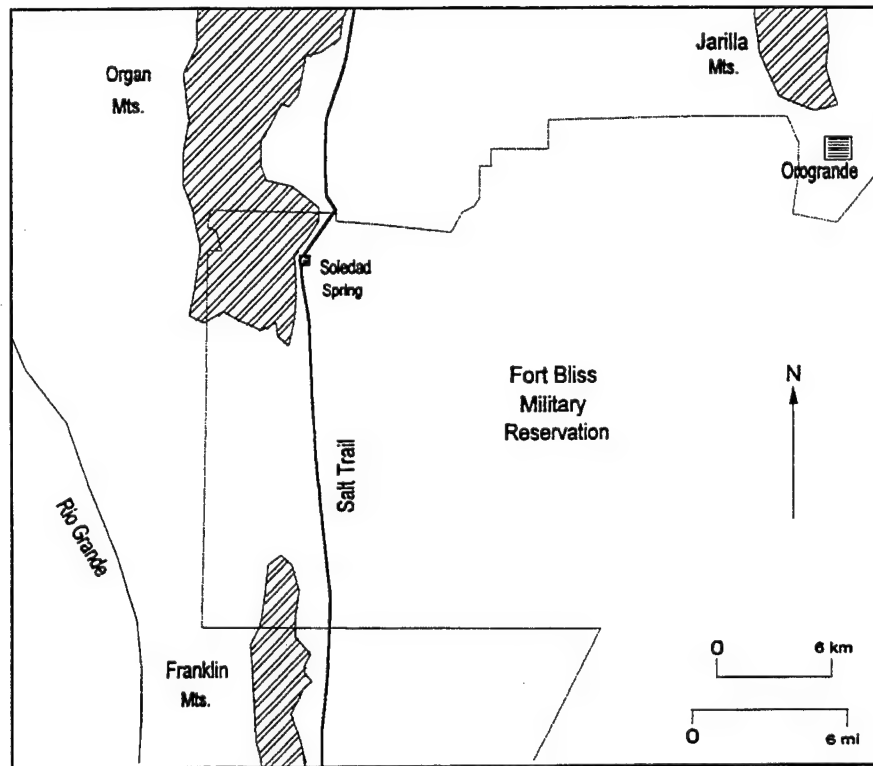 Organ
Mts.
Jarilla
Mts.
Orogrande
Soledad
Spring
Fort Bliss
Military
Reservation
N
Salt Trail
Rio Grande
Franklin
Mts.
0
6 km
0
6 mi